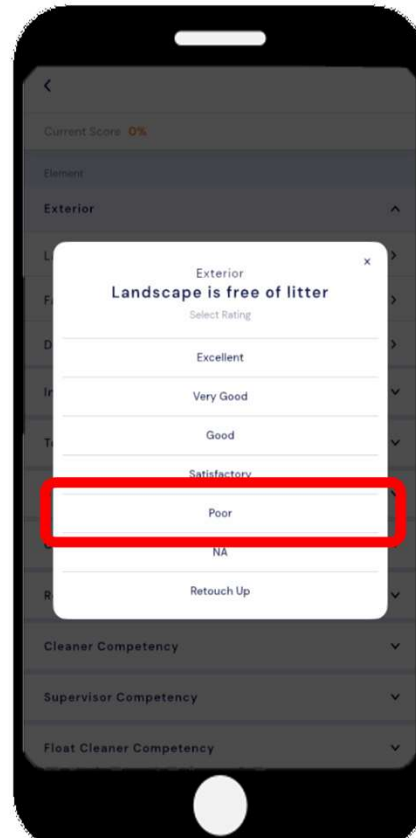 Current Score 0%
Element
Exterior
Exterior
x
Landscape is free of litter
Select Rating
Excellent
Very Good
Good
Satisfactory
Poor
NA
Retouch Up
Cleaner Competency
Supervisor Competency
Float Cleaner Competency